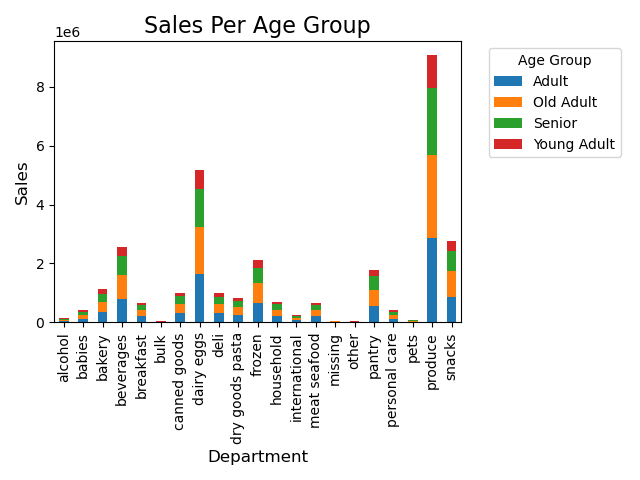 Sales Per Age Group
1e6
8
6
4
2
0
Sales
alcohol
babies
bakery
beverages
breakfast
bulk
canned goods
dairy eggs
deli
dry goods pasta
frozen
household
international
meat seafood
missing
other
pantry
personal care
pets
produce
snacks
Department
Age Group
Adult
Old Adult
Senior
Young Adult